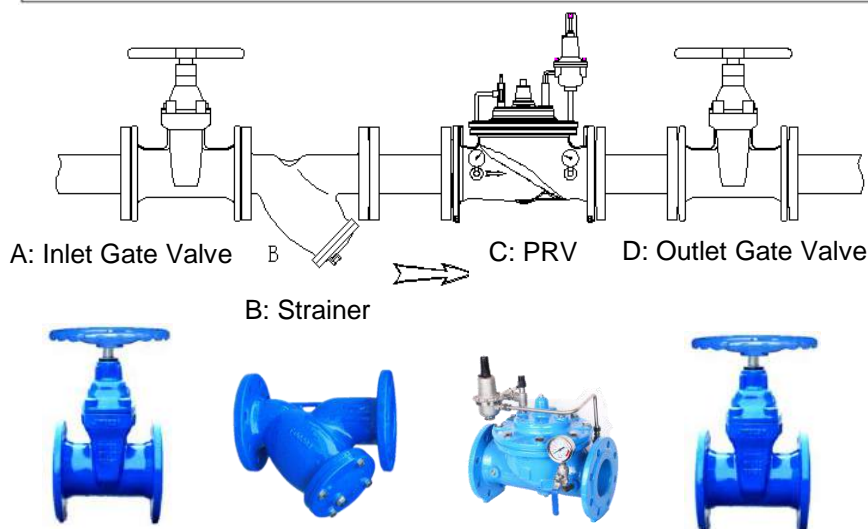 A: Inlet Gate Valve
B
C: PRV
D: Outlet Gate Valve
B: Strainer